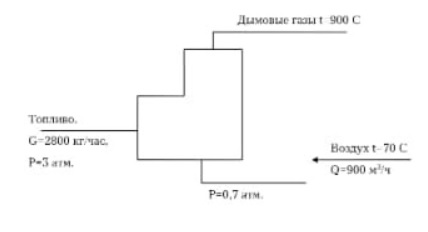 Дымовые газы t 900 С
Топливо.
G=2800 кг/час.
Р=3 атм.
Воздух t-70 С
Q=900 м³/ч
Р=0,7 атм.